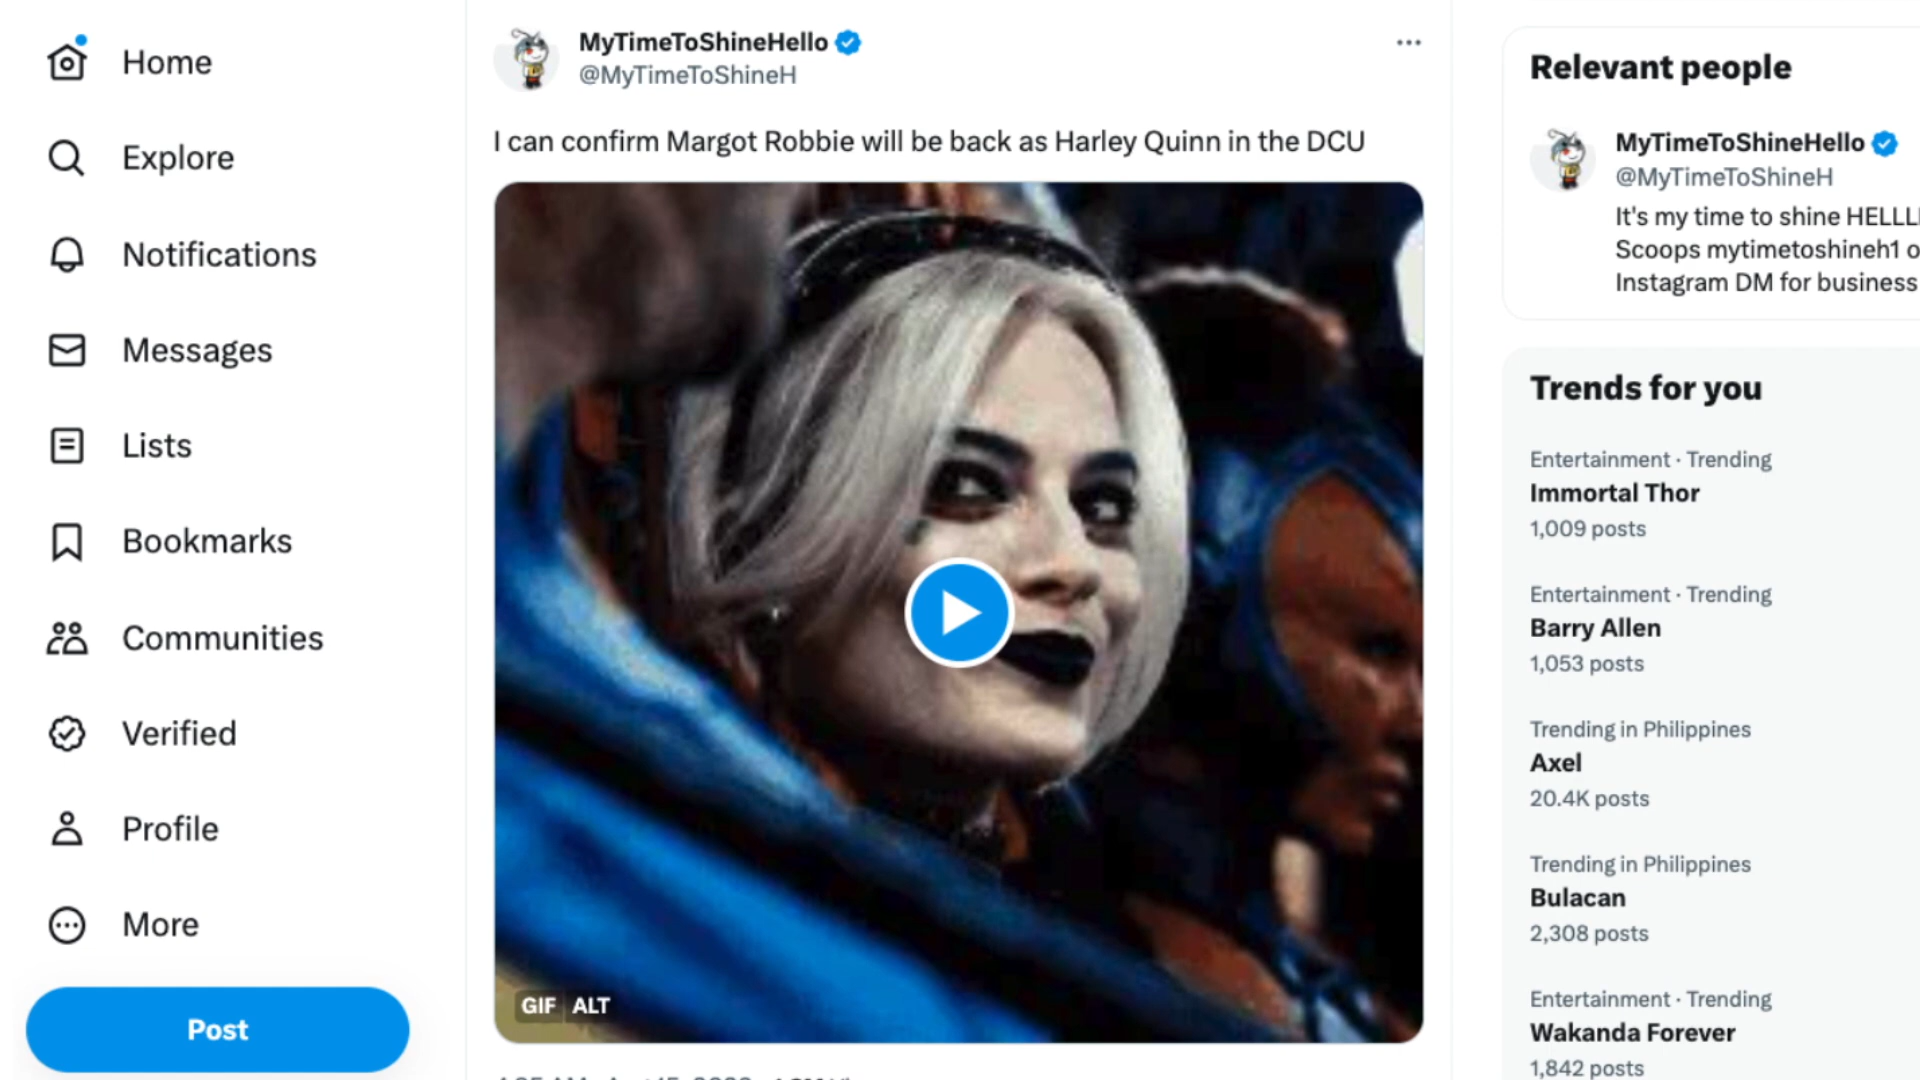 Home
Explore
Notifications
Messages
Lists
Bookmarks
Communities
Verified
Profile
More
Post
MyTimeToShineHello
@MyTimeToShineH
I can confirm Margot Robbie will be back as Harley Quinn in the DCU
GIF ALT
Relevant people
MyTimeToShineHello
@MyTimeToShineH
It's my time to shine
Scoops mytimetoshineh1
Instagram DM for business
Trends for you
Entertainment · Trending
Immortal Thor
1,009 posts
Entertainment · Trending
Barry Allen
1,053 posts
Trending in Philippines
Axel
20.4K posts
Trending in Philippines
Bulacan
2,308 posts
Entertainment · Trending
Wakanda Forever
1,842 posts